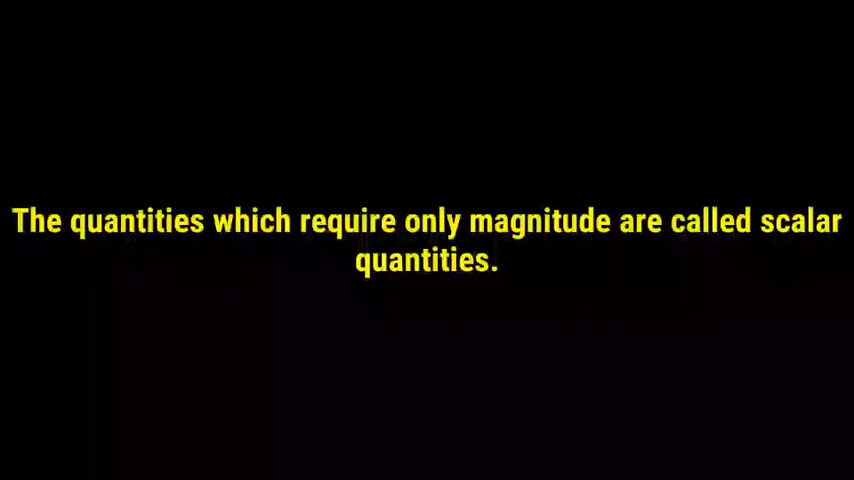 The quantities which require only magnitude are called scalar
quantities.